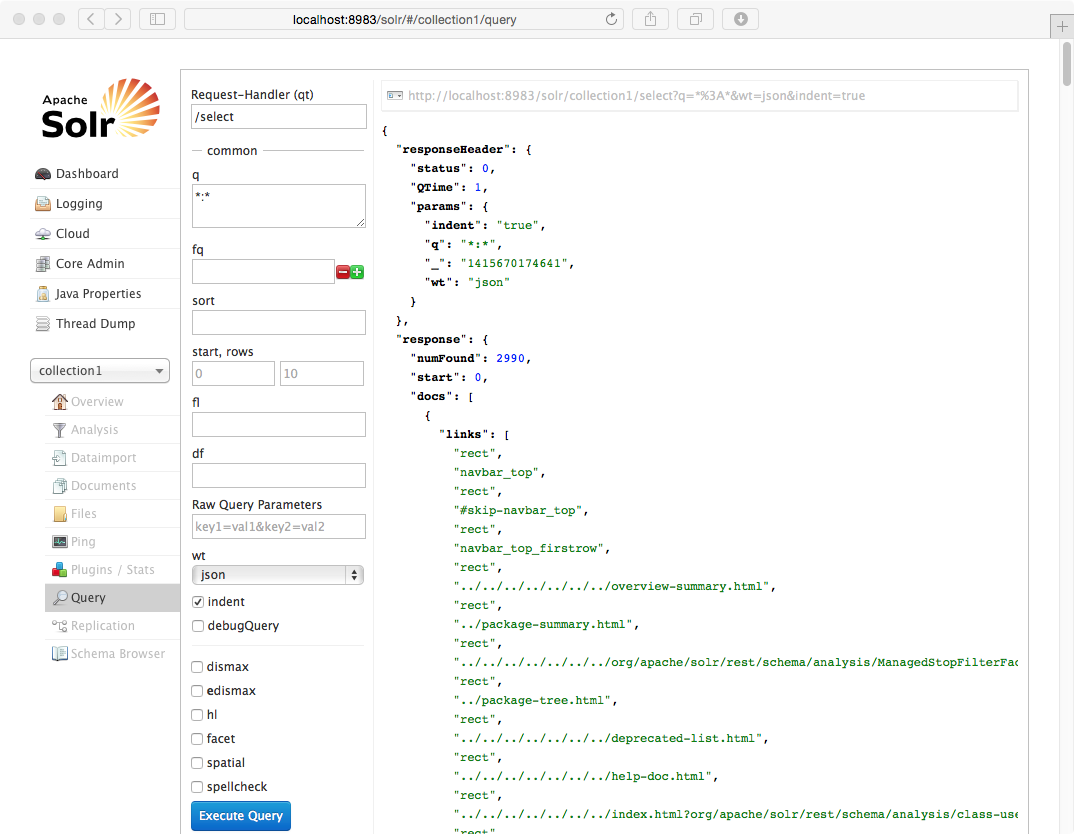 localhost:8983/solr/#/collection1/query
Apache
Solr
Dashboard
Logging
Cloud
Core Admin
Java Properties
Thread Dump
collection1
Overview
Analysis
Dataimport
Documents
Files
Ping
Plugins / Stats
Query
Replication
Schema Browser
Request-Handler (qt)
/select
common
q
*:*
fq
sort
start, rows
0 10
fl
df
Raw Query Parameters
key1=val1&key2=val2
wt
json
indent
debugQuery
dismax
edismax
hl
facet
spatial
spellcheck
Execute Query
http://localhost:8983/solr/collection1/select?q=*%3A*&wt=json&indent=true
{
"responseHeader": {
"status": 0,
"QTime": 1,
"params": {
"indent": "true",
"q": "*:*",
"_": "1415670174641",
"wt": "json"
}
},
"response": {
"numFound": 2990,
"start": 0,
"docs": [
{
"links": [
"rect",
"navbar_top",
"rect",
"#skip-navbar_top",
"rect",
"navbar_top_firstrow",
"rect",
"../../../../../../../overview-summary.html",
"rect",
"../package-summary.html",
"rect",
"../../../../../../../org/apache/solr/rest/schema/analysis/ManagedStopFilterFac
"rect",
"../package-tree.html",
"rect",
"../../../../../../../deprecated-list.html",
"rect",
"../../../../../../../help-doc.html",
"rect",
"../../../../../../../index.html?org/apache/solr/rest/schema/analysis/class-use
"rect",